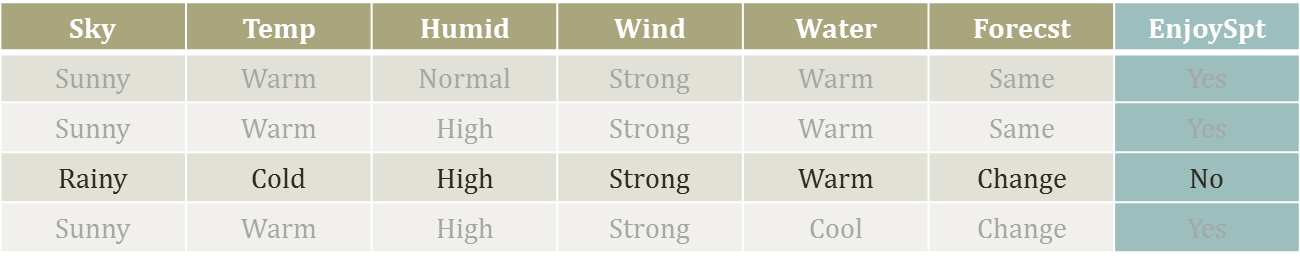 Sky Temp Humid Wind Water Forecst EnjoySpt
Sunny Warm Normal Strong Warm Same Yes
Sunny Warm High Strong Warm Same Yes
Rainy Cold High Strong Warm Change No
Sunny Warm High Strong Cool Change Yes